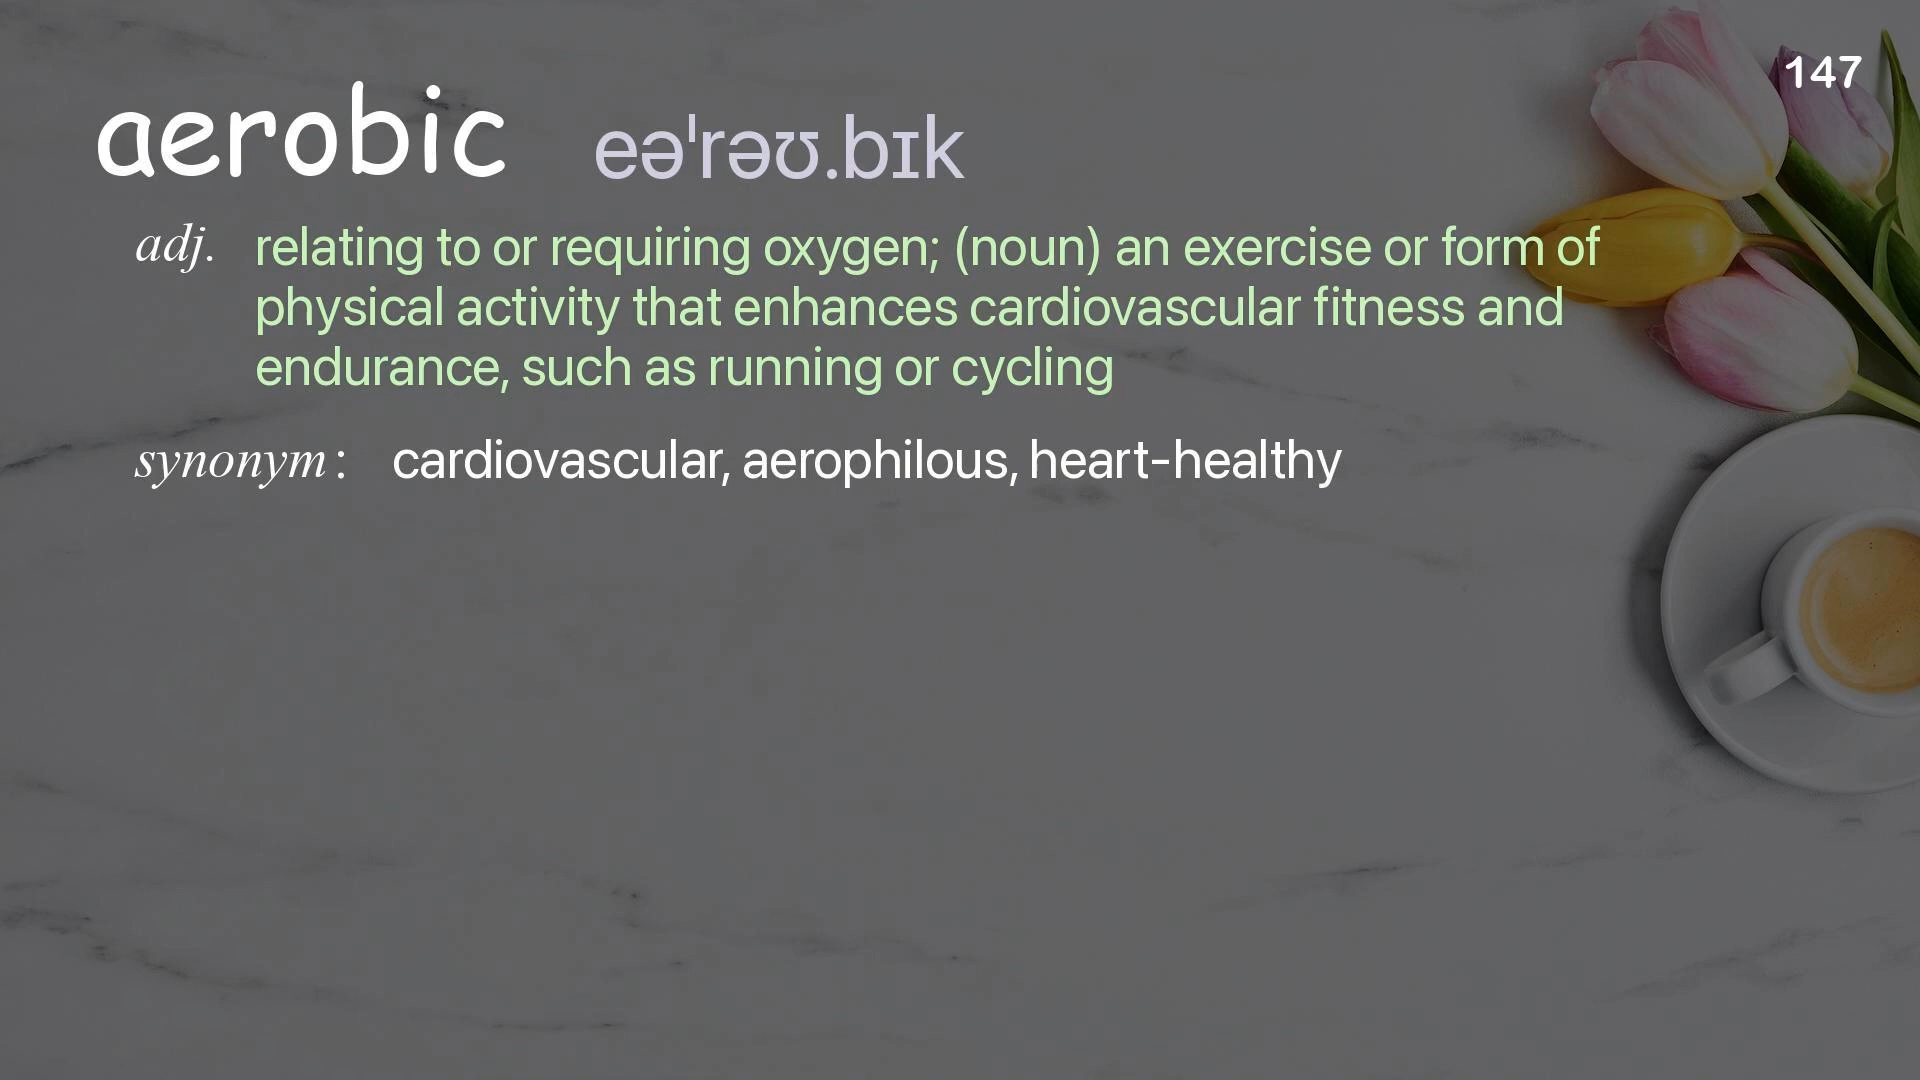 147
aerobic eəˈrəʊ.bɪk
adj. relating to or requiring oxygen; (noun) an exercise or form of
physical activity that enhances cardiovascular fitness and
endurance, such as running or cycling
synonym : cardiovascular, aerophilous, heart-healthy